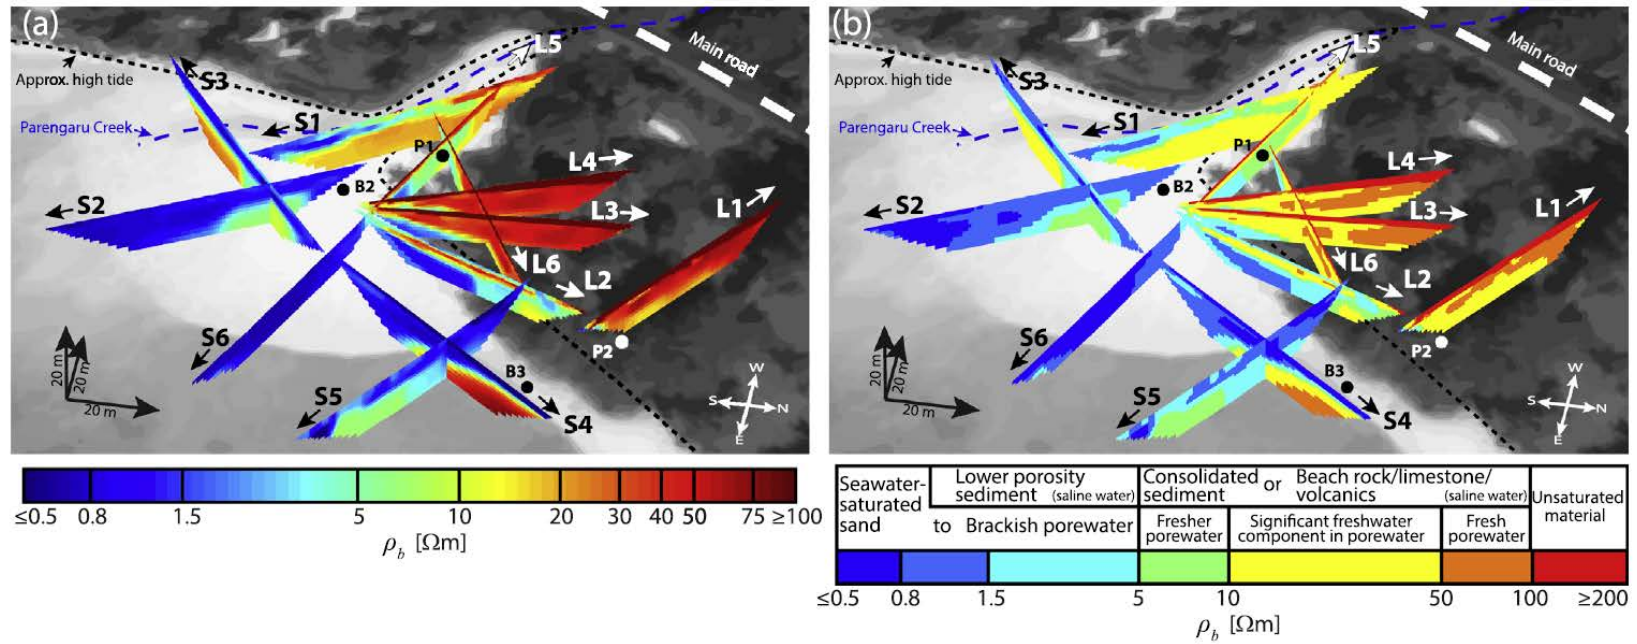 (a)
Approx. high tide
Parengaru Creek
Main road
S3
S1
L5
P1
B2
L4
S2
L3
L1
L6
L2
S6
P2
B3
S5
S4
20 m
20 m
20 m
W
S
N
E
≤0.5 0.8 1.5 5 10 20 30 40 50 75 ≥100
ρb [Ωm]
(b)
Approx. high tide
Parengaru Creek
Main road
S3
S1
L5
P1
B2
L4
S2
L3
L1
L6
L2
S6
P2
B3
S5
S4
20 m
20 m
20 m
W
S
N
E
Seawater-
saturated
sand
Lower porosity
sediment (saline water)
to Brackish porewater
Consolidated or Beach rock/limestone/
sediment volcanics (saline water)
Fresher
porewater
Significant freshwater
component in porewater
Fresh
porewater
Unsaturated
material
≤0.5 0.8 1.5 5 10 50 100 ≥200
ρb [Ωm]